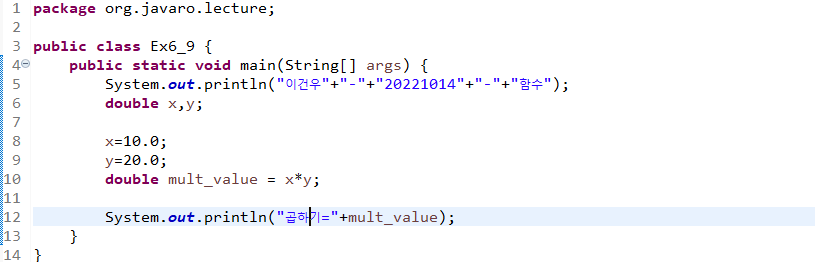 1 package org.javaro.lecture;
2
3 public class Ex6_9 {
4 public static void main(String[] args) {
5 System.out.println("이건우"+"-"+"20221014"+"-"+"함수");
6 double x,y;
7
8 x=10.0;
9 y=20.0;
10 double mult_value = x*y;
11
12 System.out.println("곱하기="+mult_value);
13 }
14 }